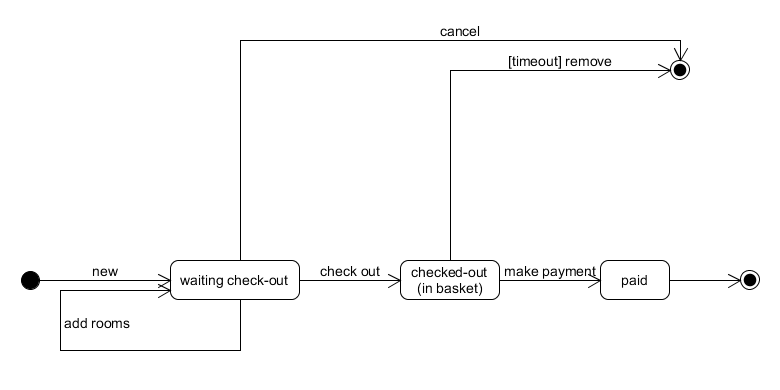 cancel
[timeout] remove
new
waiting check-out
check out
checked-out
(in basket)
make payment
paid
add rooms